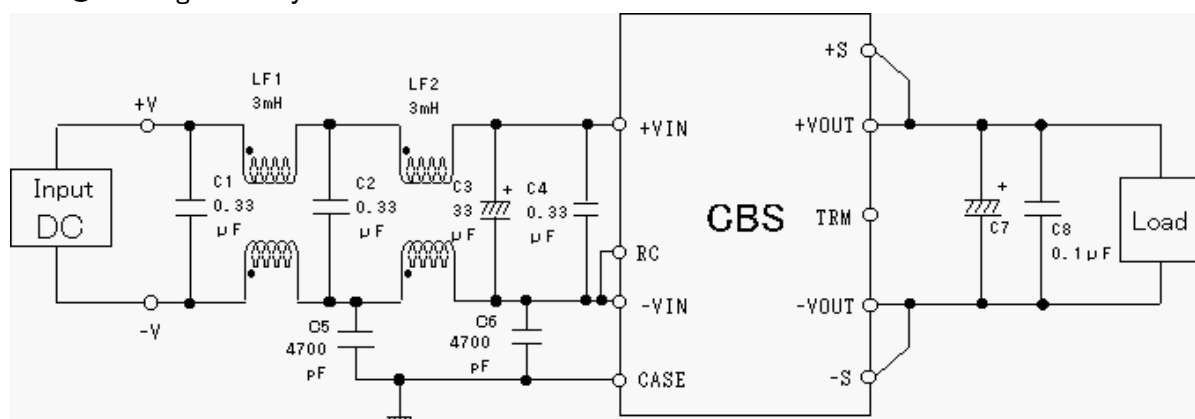 LF1
3mH
LF2
3mH
+V
-V
Input
DC
C1
0.33
μF
C2
0.33
μF
C3
33
μF
+
C4
0.33
μF
C5
4700
pF
C6
4700
pF
+VIN
RC
-VIN
CASE
CBS
+S
+VOUT
TRM
-VOUT
-S
+
C7
C8
0.1μF
Load